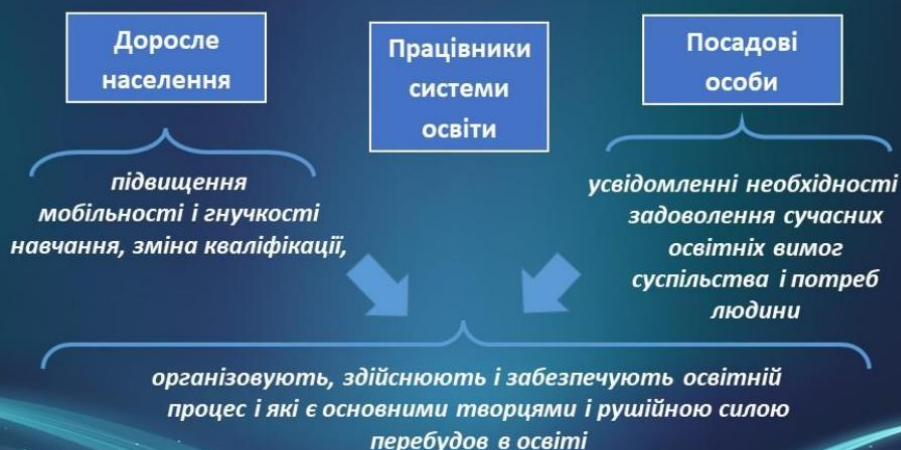 Доросле
населення
Працівники
системи
освіти
Посадові
особи
підвищення
мобільності і гнучкості
навчання, зміна кваліфікації,
усвідомленні необхідності
задоволення сучасних
освітніх вимог
суспільства і потреб
людини
організовують, здійснюють і забезпечують освітній
процес і які є основними творцями і рушійною силою
перебудов в освіті